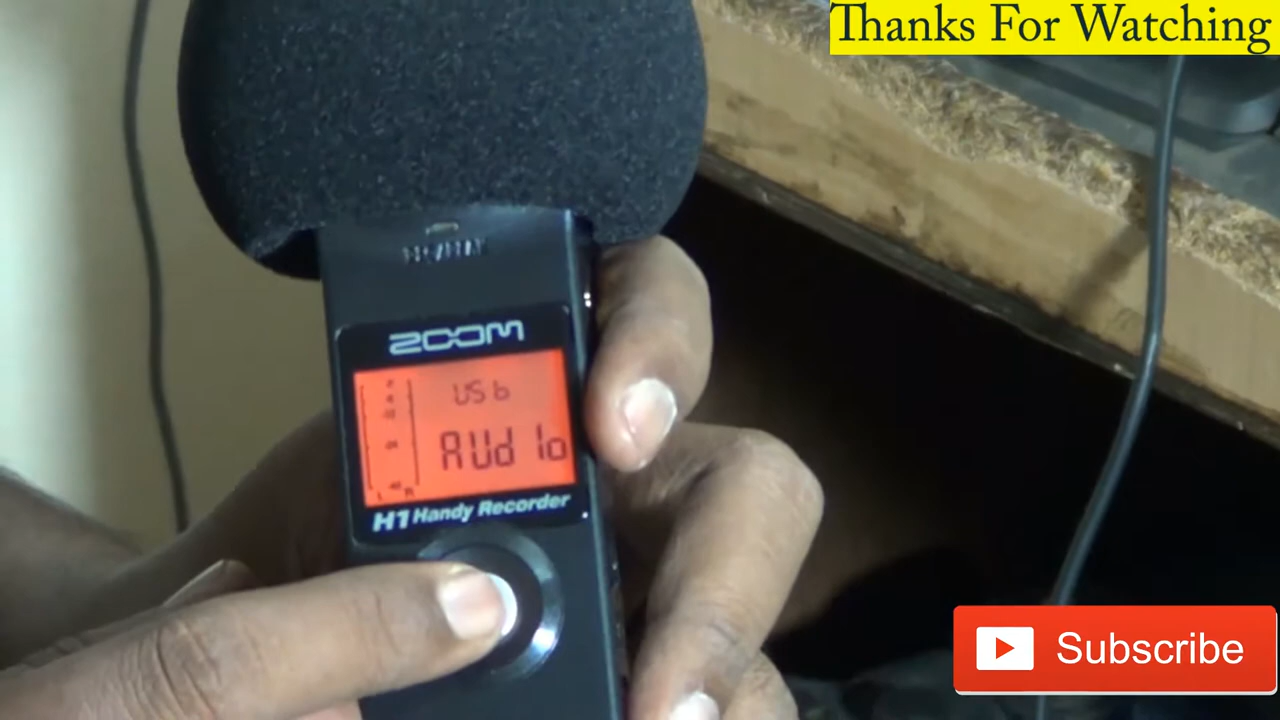 Thanks For Watching
zoom
USb
AUdIo
H1 Handy Recorder
Subscribe